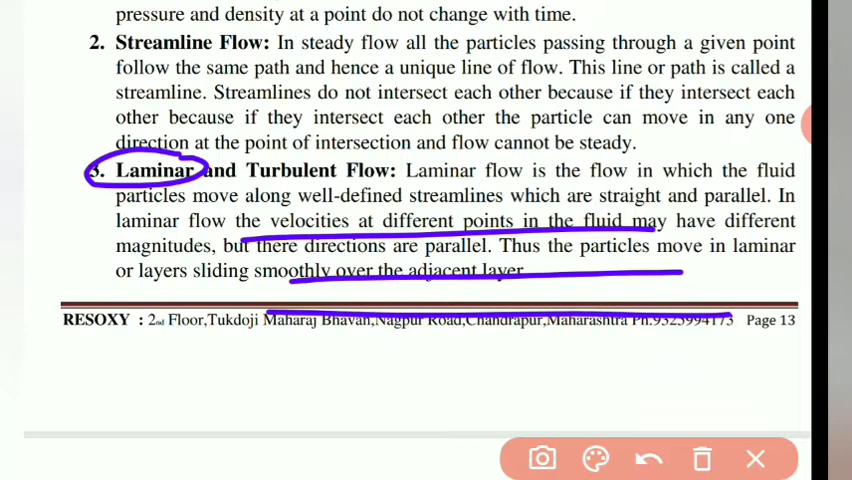 pressure and density at a point do not change with time.
2. Streamline Flow: In steady flow all the particles passing through a given point
follow the same path and hence a unique line of flow. This line or path is called a
streamline. Streamlines do not intersect each other because if they intersect each
other because if they intersect each other the particle can move in any one
direction at the point of intersection and flow cannot be steady.
3. Laminar and Turbulent Flow: Laminar flow is the flow in which the fluid
particles move along well-defined streamlines which are straight and parallel. In
laminar flow the velocities at different points in the fluid may have different
magnitudes, but there directions are parallel. Thus the particles move in laminar
or layers sliding smoothly over the adjacent layer
RESOXY : 2nd Floor,Tukdoji Maharaj Bhavan,Nagpur Road,Chandrapur,Maharashtra Ph.9325994173 Page 13